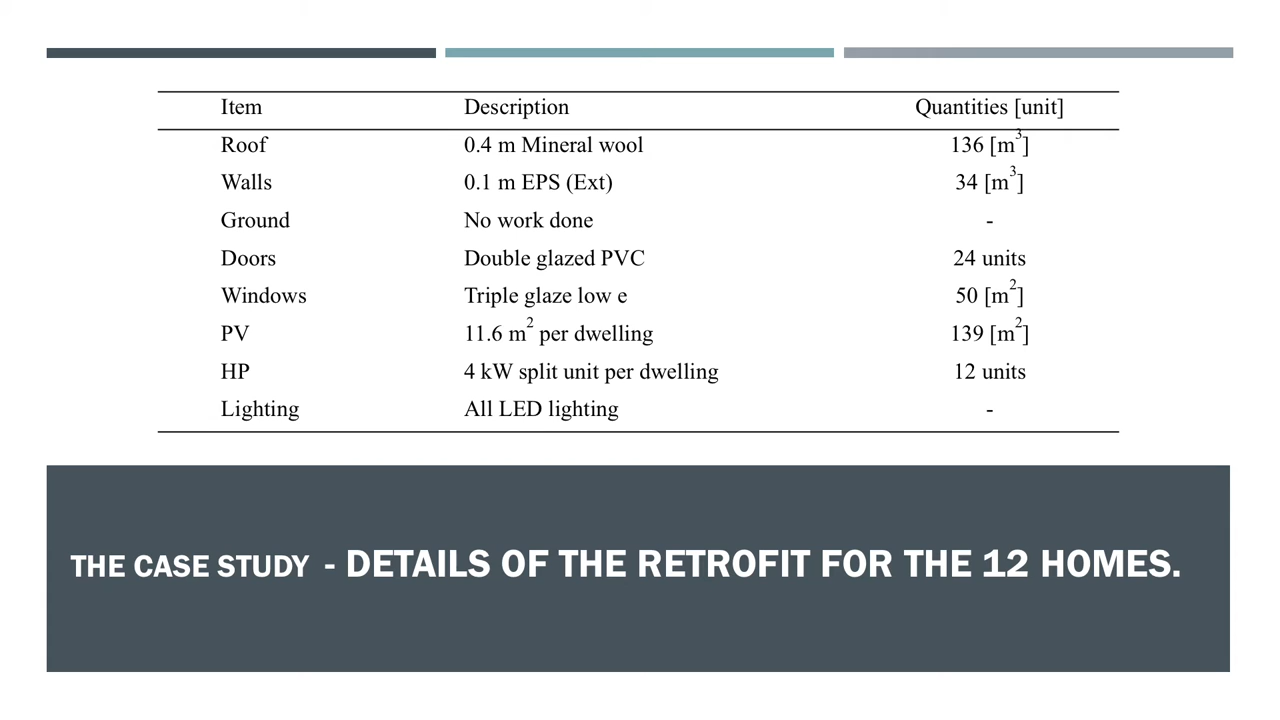 Item Description Quantities [unit]
Roof 0.4 m Mineral wool 136 [m³]
Walls 0.1 m EPS (Ext) 34 [m³]
Ground No work done -
Doors Double glazed PVC 24 units
Windows Triple glaze low e 50 [m²]
PV 11.6 m² per dwelling 139 [m²]
HP 4 kW split unit per dwelling 12 units
Lighting All LED lighting -
THE CASE STUDY - DETAILS OF THE RETROFIT FOR THE 12 HOMES.